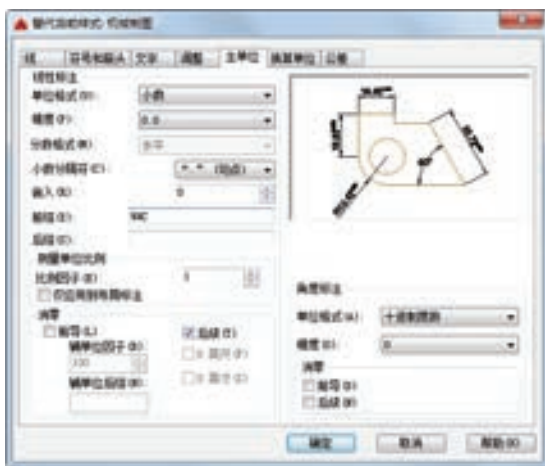 替代当前样式: 机械制图
线 符号和箭头 文字 调整 主单位 换算单位 公差
线性标注
单位格式(U): 小数
精度(P): 0.0
分数格式(M): 水平
小数分隔符(C): "." (句点)
舍入(R): 0
前缀(X):
后缀(S):
测量单位比例
比例因子(E): 1
仅应用到布局标注
消零
前导(L) 后续(T)
辅单位因子(B): 0 英尺(F)
100
辅单位后缀(N): 0 英寸(I)
角度标注
单位格式(A): 十进制度数
精度(O): 0
消零
前导(D)
后续(N)
确定 取消 帮助(H)